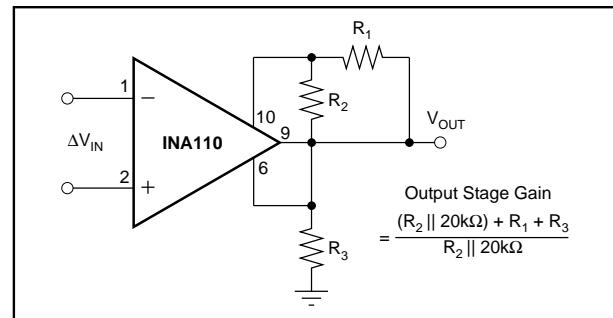 R1
1
−
10
R2
9
VOUT
ΔVIN
INA110
6
2
+
Output Stage Gain
= (R2 || 20kΩ) + R1 + R3
R2 || 20kΩ
R3